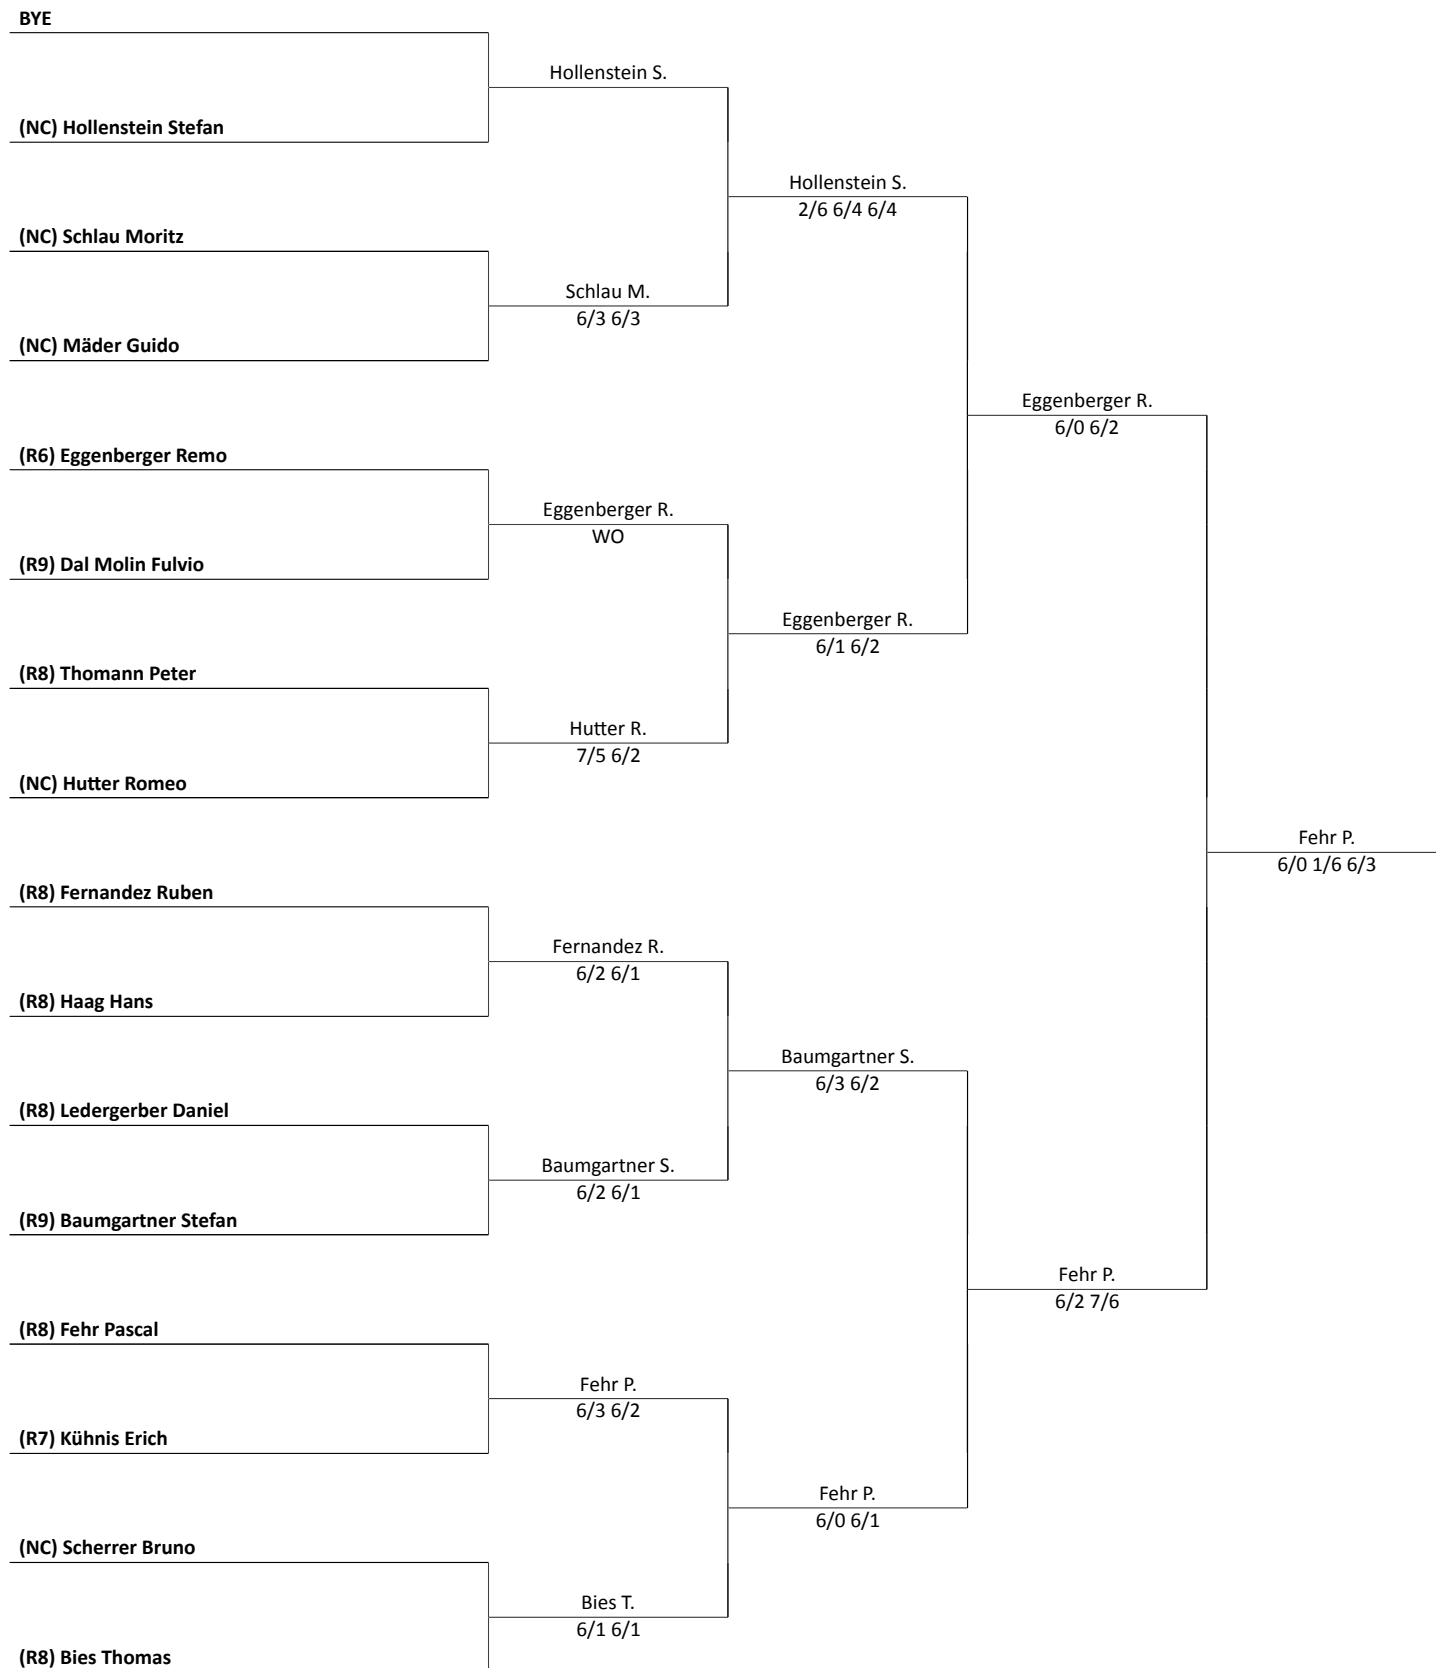 BYE
Hollenstein S.
(NC) Hollenstein Stefan
Hollenstein S.
2/6 6/4 6/4
(NC) Schlau Moritz
Schlau M.
6/3 6/3
(NC) Mäder Guido
Eggenberger R.
6/0 6/2
(R6) Eggenberger Remo
Eggenberger R.
WO
(R9) Dal Molin Fulvio
Eggenberger R.
6/1 6/2
(R8) Thomann Peter
Hutter R.
7/5 6/2
(NC) Hutter Romeo
Fehr P.
6/0 1/6 6/3
(R8) Fernandez Ruben
Fernandez R.
6/2 6/1
(R8) Haag Hans
Baumgartner S.
6/3 6/2
(R8) Ledergerber Daniel
Baumgartner S.
6/2 6/1
(R9) Baumgartner Stefan
Fehr P.
6/2 7/6
(R8) Fehr Pascal
Fehr P.
6/3 6/2
(R7) Kühnis Erich
Fehr P.
6/0 6/1
(NC) Scherrer Bruno
Bies T.
6/1 6/1
(R8) Bies Thomas